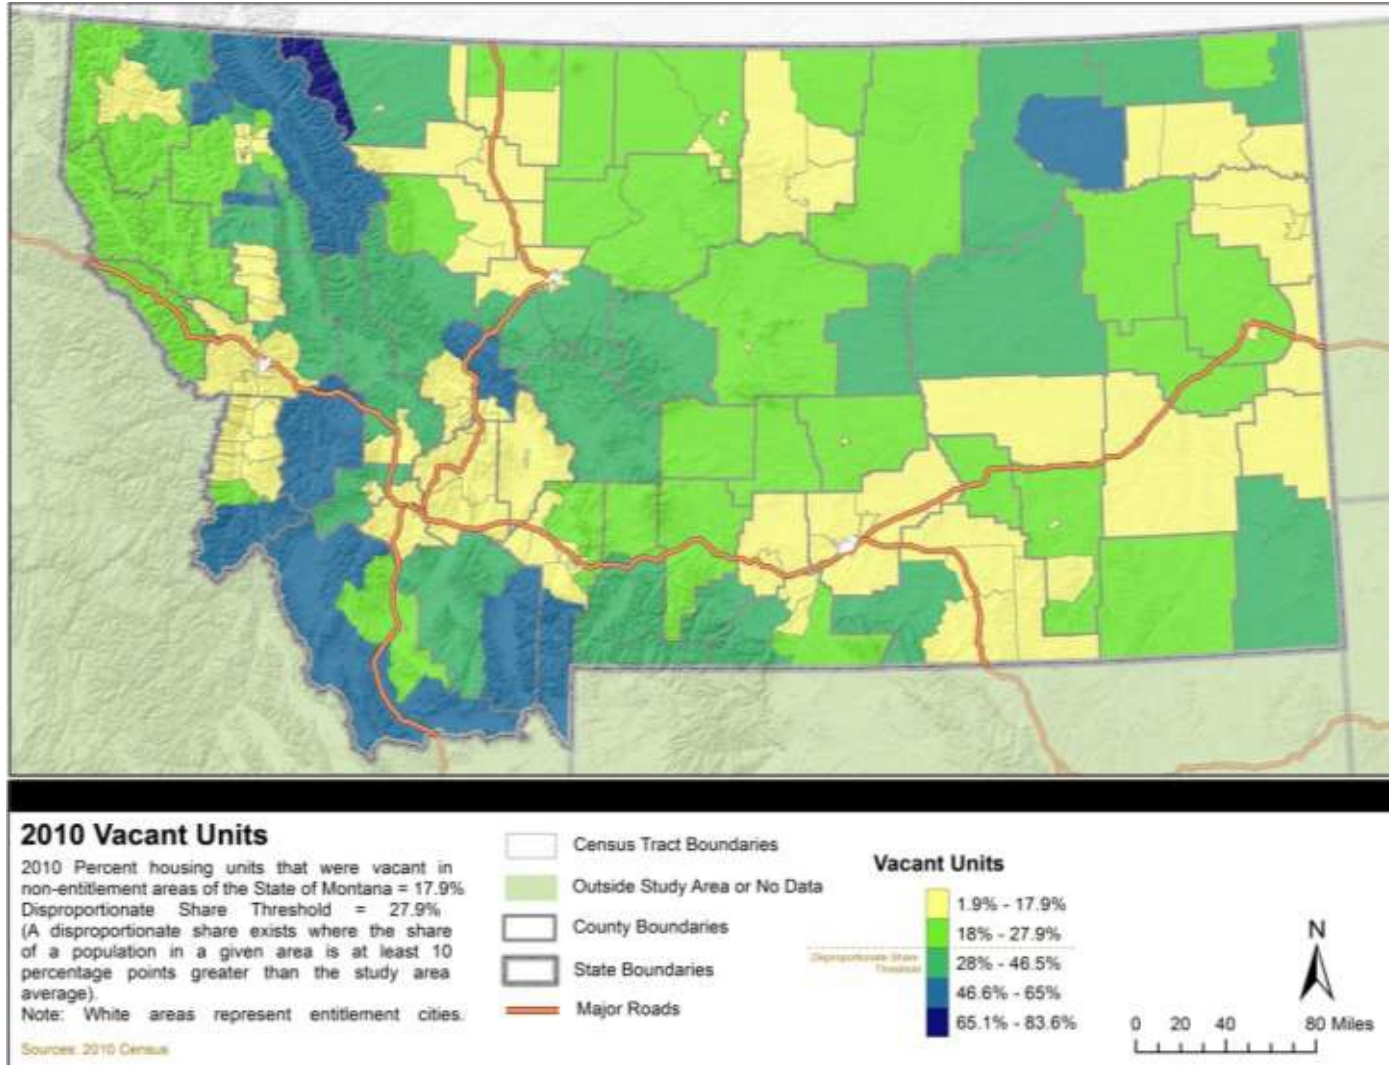 2010 Vacant Units
2010 Percent housing units that were vacant in
non-entitlement areas of the State of Montana = 17.9%
Disproportionate Share Threshold = 27.9%
(A disproportionate share exists where the share
of a population in a given area is at least 10
percentage points greater than the study area
average).
Note: White areas represent entitlement cities.
Sources: 2010 Census
Census Tract Boundaries
Outside Study Area or No Data
County Boundaries
State Boundaries
Major Roads
Vacant Units
1.9% - 17.9%
18% - 27.9%
Disproportionate Share
Threshold
28% - 46.5%
46.6% - 65%
65.1% - 83.6%
N
0 20 40 80 Miles